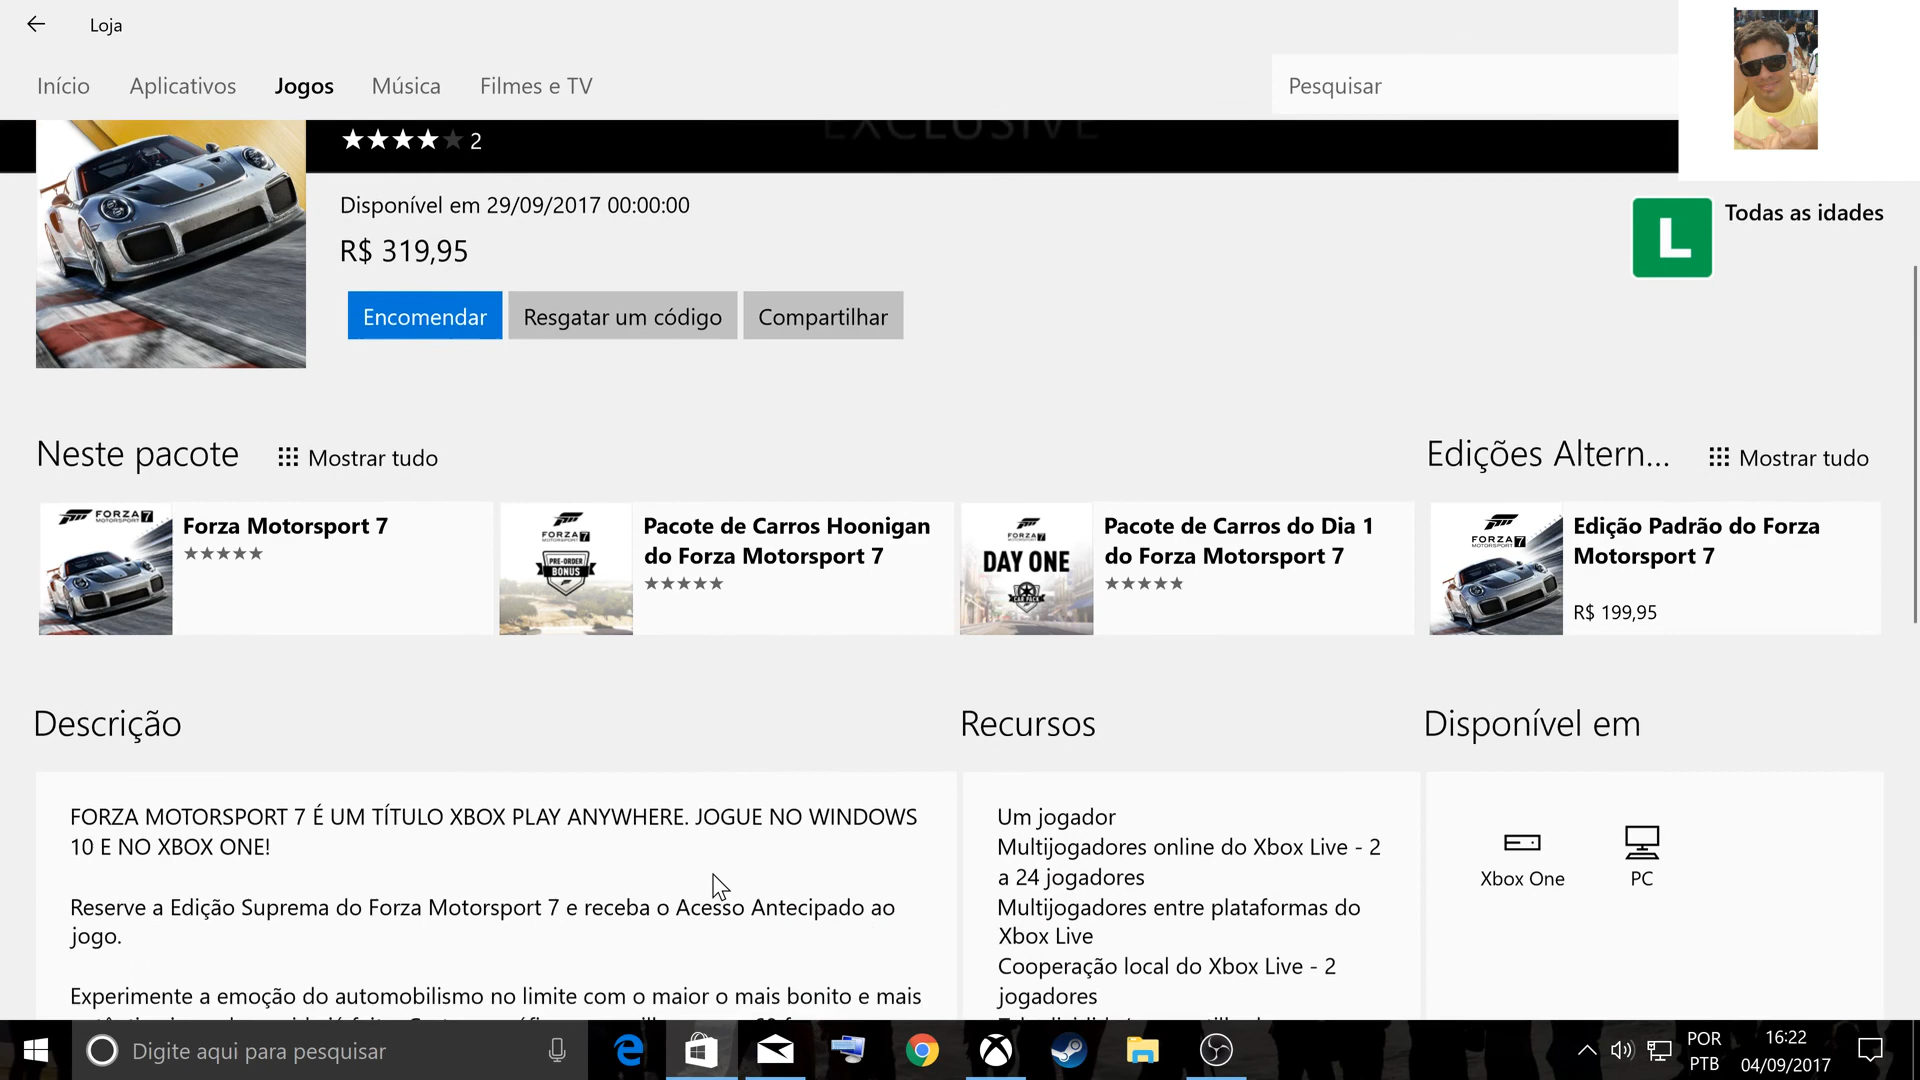 Loja
Início Aplicativos Jogos Música Filmes e TV
Pesquisar
EXCLUSIVE
2
Disponível em 29/09/2017 00:00:00
R$ 319,95
Encomendar Resgatar um código Compartilhar
L Todas as idades
Neste pacote Mostrar tudo
FORZA MOTORSPORT 7
Forza Motorsport 7
FORZA MOTORSPORT 7
PRE-ORDER BONUS
Pacote de Carros Hoonigan
do Forza Motorsport 7
FORZA MOTORSPORT 7
DAY ONE
CAR PACK
Pacote de Carros do Dia 1
do Forza Motorsport 7
Edições Altern... Mostrar tudo
FORZA MOTORSPORT 7
Edição Padrão do Forza
Motorsport 7
R$ 199,95
Descrição
FORZA MOTORSPORT 7 É UM TÍTULO XBOX PLAY ANYWHERE. JOGUE NO WINDOWS
10 E NO XBOX ONE!
Reserve a Edição Suprema do Forza Motorsport 7 e receba o Acesso Antecipado ao
jogo.
Experimente a emoção do automobilismo no limite com o maior o mais bonito e mais
Recursos
Um jogador
Multijogadores online do Xbox Live - 2
a 24 jogadores
Multijogadores entre plataformas do
Xbox Live
Cooperação local do Xbox Live - 2
jogadores
Disponível em
Xbox One PC
Digite aqui para pesquisar
POR
PTB
16:22
04/09/2017